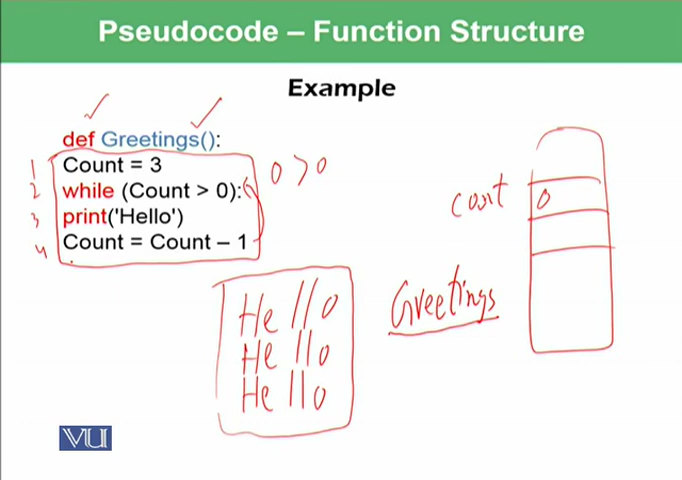 Pseudocode – Function Structure
Example
def Greetings():
1 Count = 3
2 while (Count > 0):
3 print('Hello')
4 Count = Count – 1
0 > 0
cont 0
Greetings
Hello
Hello
Hello
VU